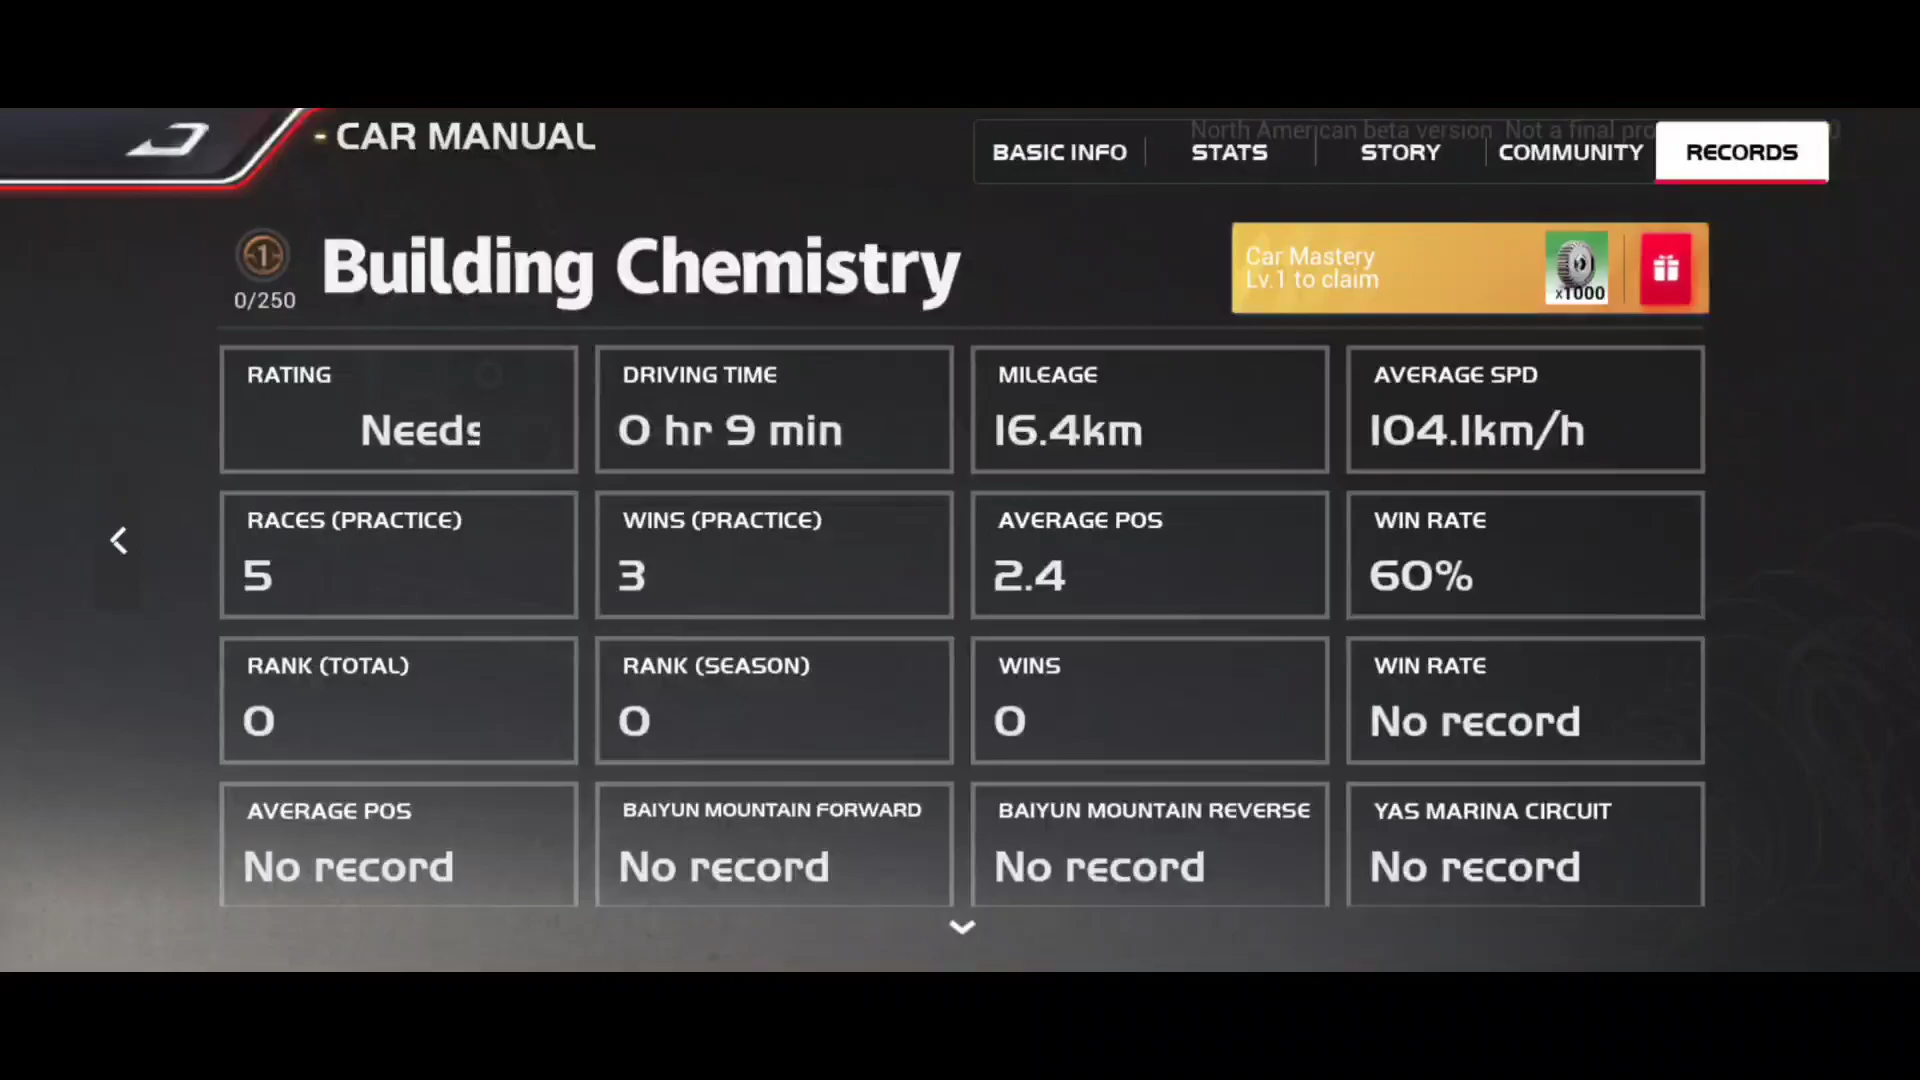 CAR MANUAL
North American beta version Not a final
BASIC INFO STATS STORY COMMUNITY RECORDS
1
0/250
Building Chemistry
Car Mastery
Lv.1 to claim
x1000
RATING DRIVING TIME MILEAGE AVERAGE SPD
Needs 0 hr 9 min 16.4km 104.1km/h
RACES (PRACTICE) WINS (PRACTICE) AVERAGE POS WIN RATE
5 3 2.4 60%
RANK (TOTAL) RANK (SEASON) WINS WIN RATE
0 0 0 No record
AVERAGE POS BAIYUN MOUNTAIN FORWARD BAIYUN MOUNTAIN REVERSE YAS MARINA CIRCUIT
No record No record No record No record